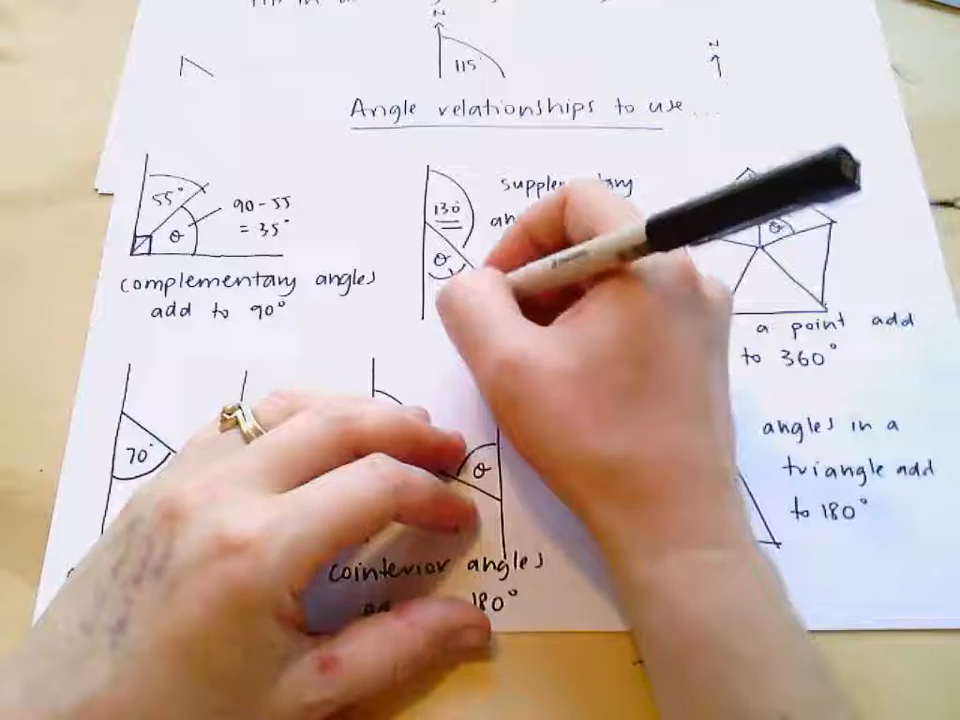 N
115°
N
Angle relationships to use...
55°
θ
90-55
= 35°
complementary angles
add to 90°
130
θ
supplementary
θ
a point add
to 360°
70°
θ
cointerior angles
180°
angles in a
triangle add
to 180°